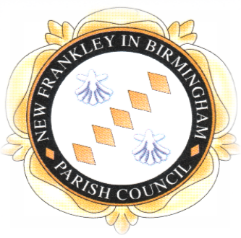 NEW FRANKLEY IN BIRMINGHAM
PARISH COUNCIL